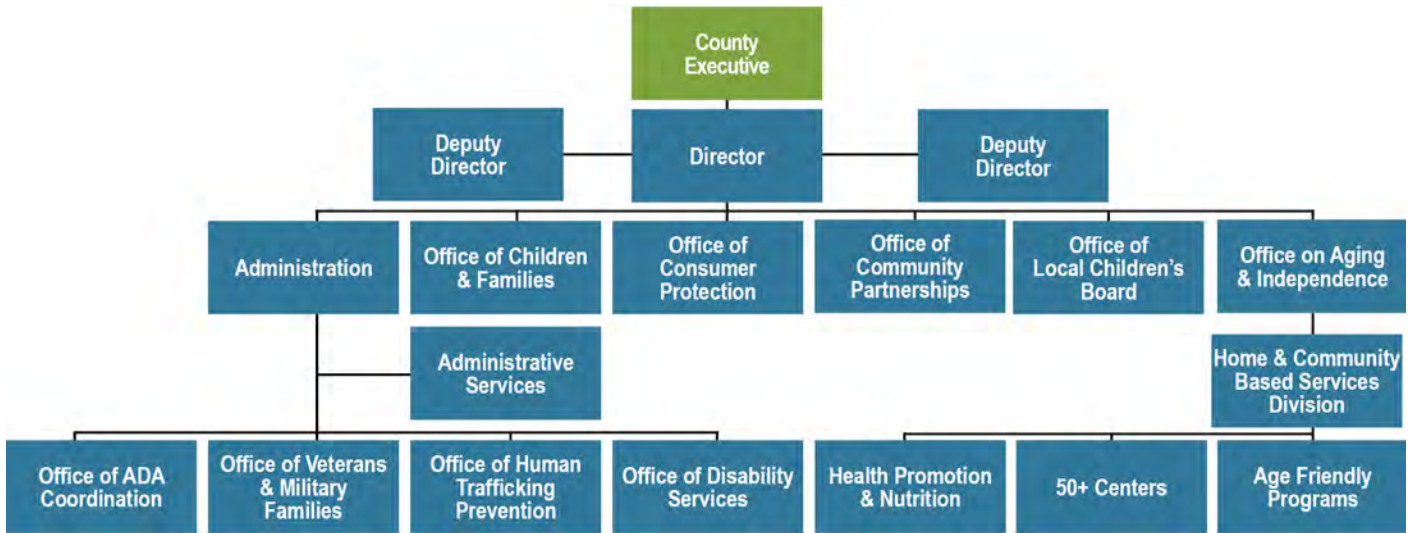 County
Executive
Deputy
Director
Director
Deputy
Director
Administration
Office of Children
& Families
Office of
Consumer
Protection
Office of
Community
Partnerships
Office of
Local Children's
Board
Office on Aging
& Independence
Administrative
Services
Home & Community
Based Services
Division
Office of ADA
Coordination
Office of Veterans
& Military
Families
Office of Human
Trafficking
Prevention
Office of Disability
Services
Health Promotion
& Nutrition
50+ Centers
Age Friendly
Programs